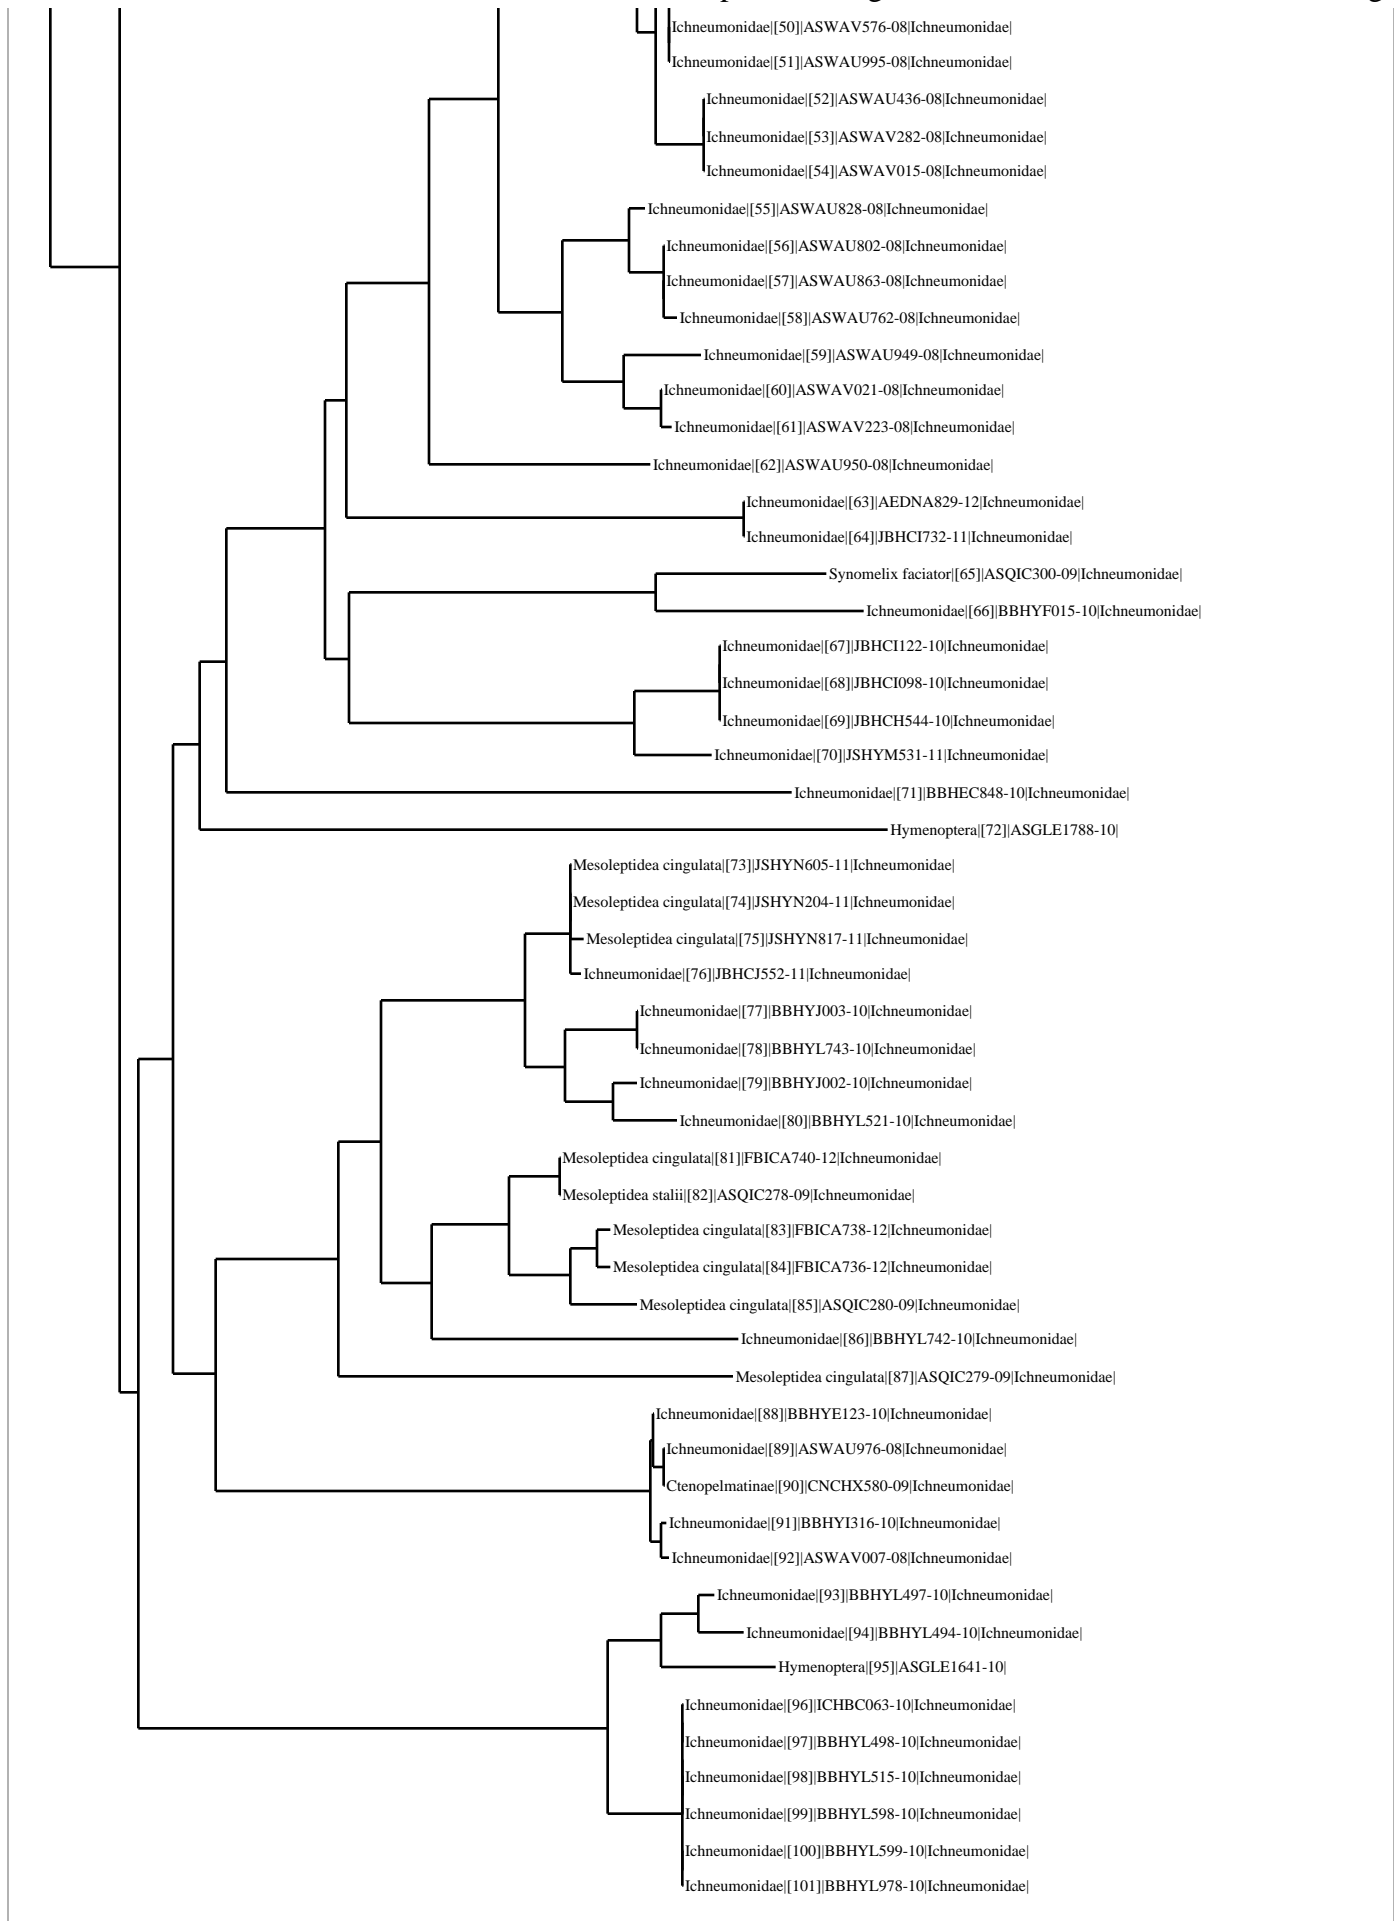 Ichneumonidae|[50]|ASWAV576-08|Ichneumonidae|
Ichneumonidae|[51]|ASWAU995-08|Ichneumonidae|
Ichneumonidae|[52]|ASWAU436-08|Ichneumonidae|
Ichneumonidae|[53]|ASWAV282-08|Ichneumonidae|
Ichneumonidae|[54]|ASWAV015-08|Ichneumonidae|
Ichneumonidae|[55]|ASWAU828-08|Ichneumonidae|
Ichneumonidae|[56]|ASWAU802-08|Ichneumonidae|
Ichneumonidae|[57]|ASWAU863-08|Ichneumonidae|
Ichneumonidae|[58]|ASWAU762-08|Ichneumonidae|
Ichneumonidae|[59]|ASWAU949-08|Ichneumonidae|
Ichneumonidae|[60]|ASWAV021-08|Ichneumonidae|
Ichneumonidae|[61]|ASWAV223-08|Ichneumonidae|
Ichneumonidae|[62]|ASWAU950-08|Ichneumonidae|
Ichneumonidae|[63]|AEDNA829-12|Ichneumonidae|
Ichneumonidae|[64]|JBHCI732-11|Ichneumonidae|
Synomelix faciator|[65]|ASQIC300-09|Ichneumonidae|
Ichneumonidae|[66]|BBHYF015-10|Ichneumonidae|
Ichneumonidae|[67]|JBHCI122-10|Ichneumonidae|
Ichneumonidae|[68]|JBHCI098-10|Ichneumonidae|
Ichneumonidae|[69]|JBHCH544-10|Ichneumonidae|
Ichneumonidae|[70]|JSHYM531-11|Ichneumonidae|
Ichneumonidae|[71]|BBHEC848-10|Ichneumonidae|
Hymenoptera|[72]|ASGLE1788-10|
Mesoleptidea cingulata|[73]|JSHYN605-11|Ichneumonidae|
Mesoleptidea cingulata|[74]|JSHYN204-11|Ichneumonidae|
Mesoleptidea cingulata|[75]|JSHYN817-11|Ichneumonidae|
Ichneumonidae|[76]|JBHCJ552-11|Ichneumonidae|
Ichneumonidae|[77]|BBHYJ003-10|Ichneumonidae|
Ichneumonidae|[78]|BBHYL743-10|Ichneumonidae|
Ichneumonidae|[79]|BBHYJ002-10|Ichneumonidae|
Ichneumonidae|[80]|BBHYL521-10|Ichneumonidae|
Mesoleptidea cingulata|[81]|FBICA740-12|Ichneumonidae|
Mesoleptidea stalii|[82]|ASQIC278-09|Ichneumonidae|
Mesoleptidea cingulata|[83]|FBICA738-12|Ichneumonidae|
Mesoleptidea cingulata|[84]|FBICA736-12|Ichneumonidae|
Mesoleptidea cingulata|[85]|ASQIC280-09|Ichneumonidae|
Ichneumonidae|[86]|BBHYL742-10|Ichneumonidae|
Mesoleptidea cingulata|[87]|ASQIC279-09|Ichneumonidae|
Ichneumonidae|[88]|BBHYE123-10|Ichneumonidae|
Ichneumonidae|[89]|ASWAU976-08|Ichneumonidae|
Ctenopelmatinae|[90]|CNCHX580-09|Ichneumonidae|
Ichneumonidae|[91]|BBHYI316-10|Ichneumonidae|
Ichneumonidae|[92]|ASWAV007-08|Ichneumonidae|
Ichneumonidae|[93]|BBHYL497-10|Ichneumonidae|
Ichneumonidae|[94]|BBHYL494-10|Ichneumonidae|
Hymenoptera|[95]|ASGLE1641-10|
Ichneumonidae|[96]|ICHBC063-10|Ichneumonidae|
Ichneumonidae|[97]|BBHYL498-10|Ichneumonidae|
Ichneumonidae|[98]|BBHYL515-10|Ichneumonidae|
Ichneumonidae|[99]|BBHYL598-10|Ichneumonidae|
Ichneumonidae|[100]|BBHYL599-10|Ichneumonidae|
Ichneumonidae|[101]|BBHYL978-10|Ichneumonidae|